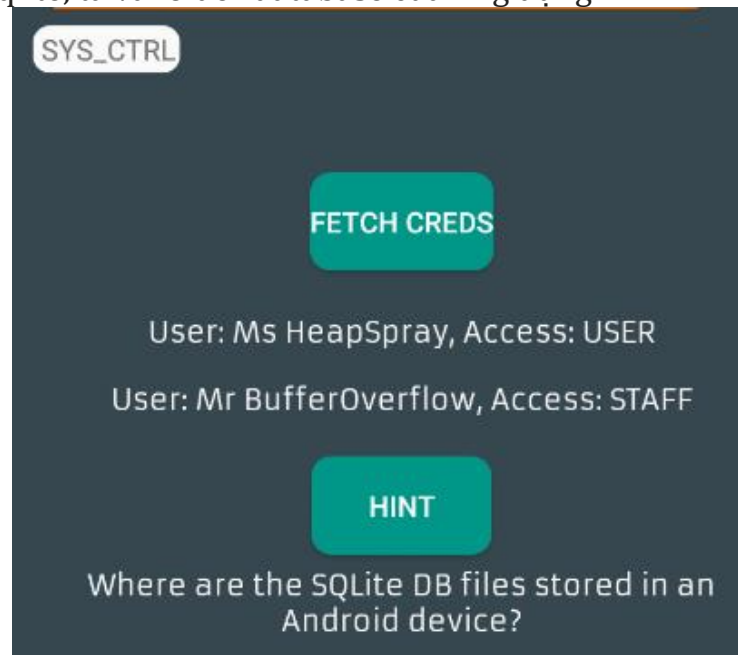 SYS_CTRL
FETCH CREDS
User: Ms HeapSpray, Access: USER
User: Mr BufferOverflow, Access: STAFF
HINT
Where are the SQLite DB files stored in an
Android device?